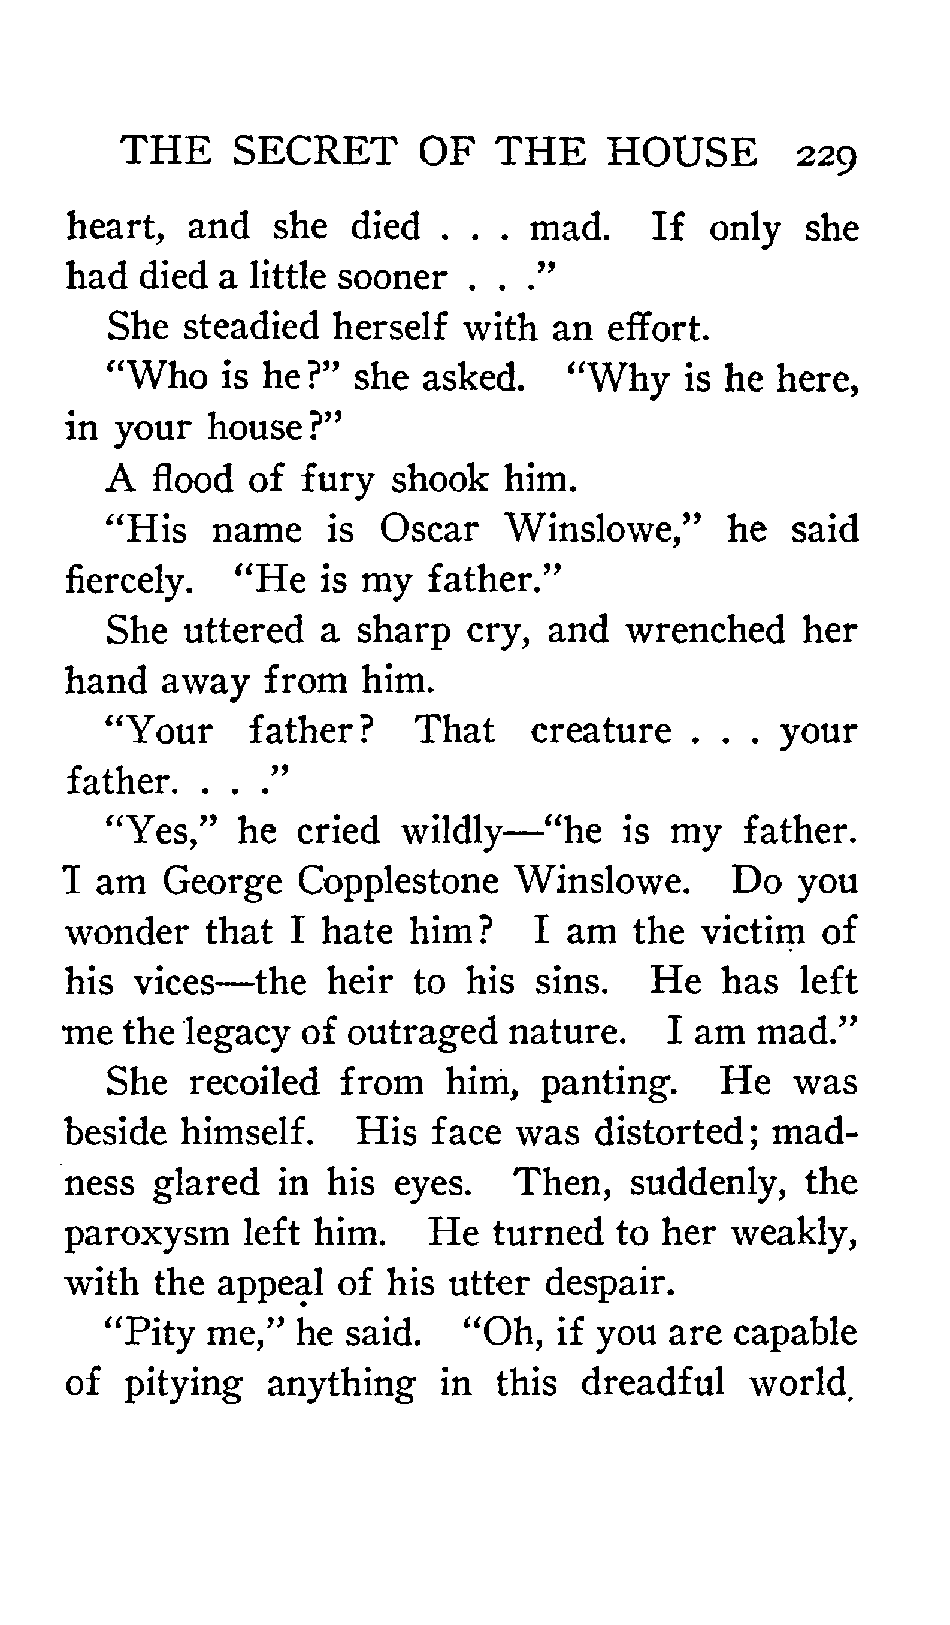 THE SECRET OF THE HOUSE 229
heart, and she died . . . mad. If only she
had died a little sooner . . ."
She steadied herself with an effort.
"Who is he?" she asked. "Why is he here,
in your house?"
A flood of fury shook him.
"His name is Oscar Winslowe," he said
fiercely. "He is my father."
She uttered a sharp cry, and wrenched her
hand away from him.
"Your father? That creature . . . your
father. . . ."
"Yes," he cried wildly—"he is my father.
I am George Copplestone Winslowe. Do you
wonder that I hate him? I am the victim of
his vices—the heir to his sins. He has left
me the legacy of outraged nature. I am mad."
She recoiled from him, panting. He was
beside himself. His face was distorted; mad-
ness glared in his eyes. Then, suddenly, the
paroxysm left him. He turned to her weakly,
with the appeal of his utter despair.
"Pity me," he said. "Oh, if you are capable
of pitying anything in this dreadful world,